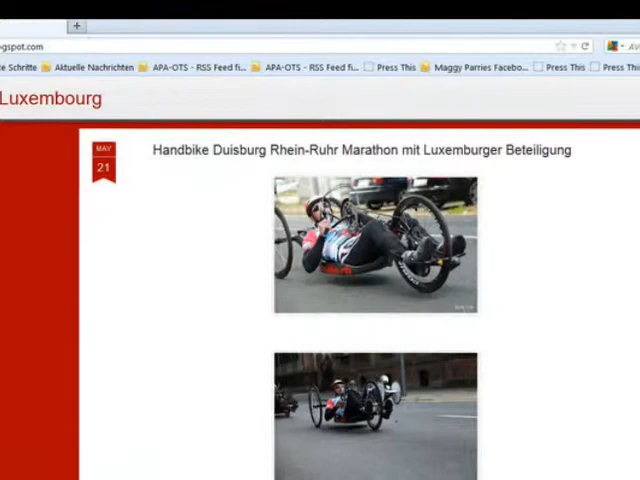 +
gspot.com
te Schritte Aktuelle Nachrichten APA-OTS - RSS Feed fi... APA-OTS - RSS Feed fi... Press This Maggy Parries Facebo... Press This Press This
Luxembourg
MAY
21
Handbike Duisburg Rhein-Ruhr Marathon mit Luxemburger Beteiligung